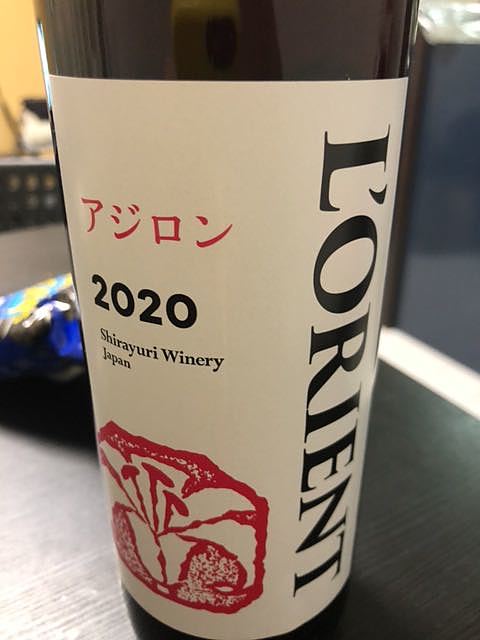 アジロン
2020
Shirayuri Winery
Japan
L'ORIENT